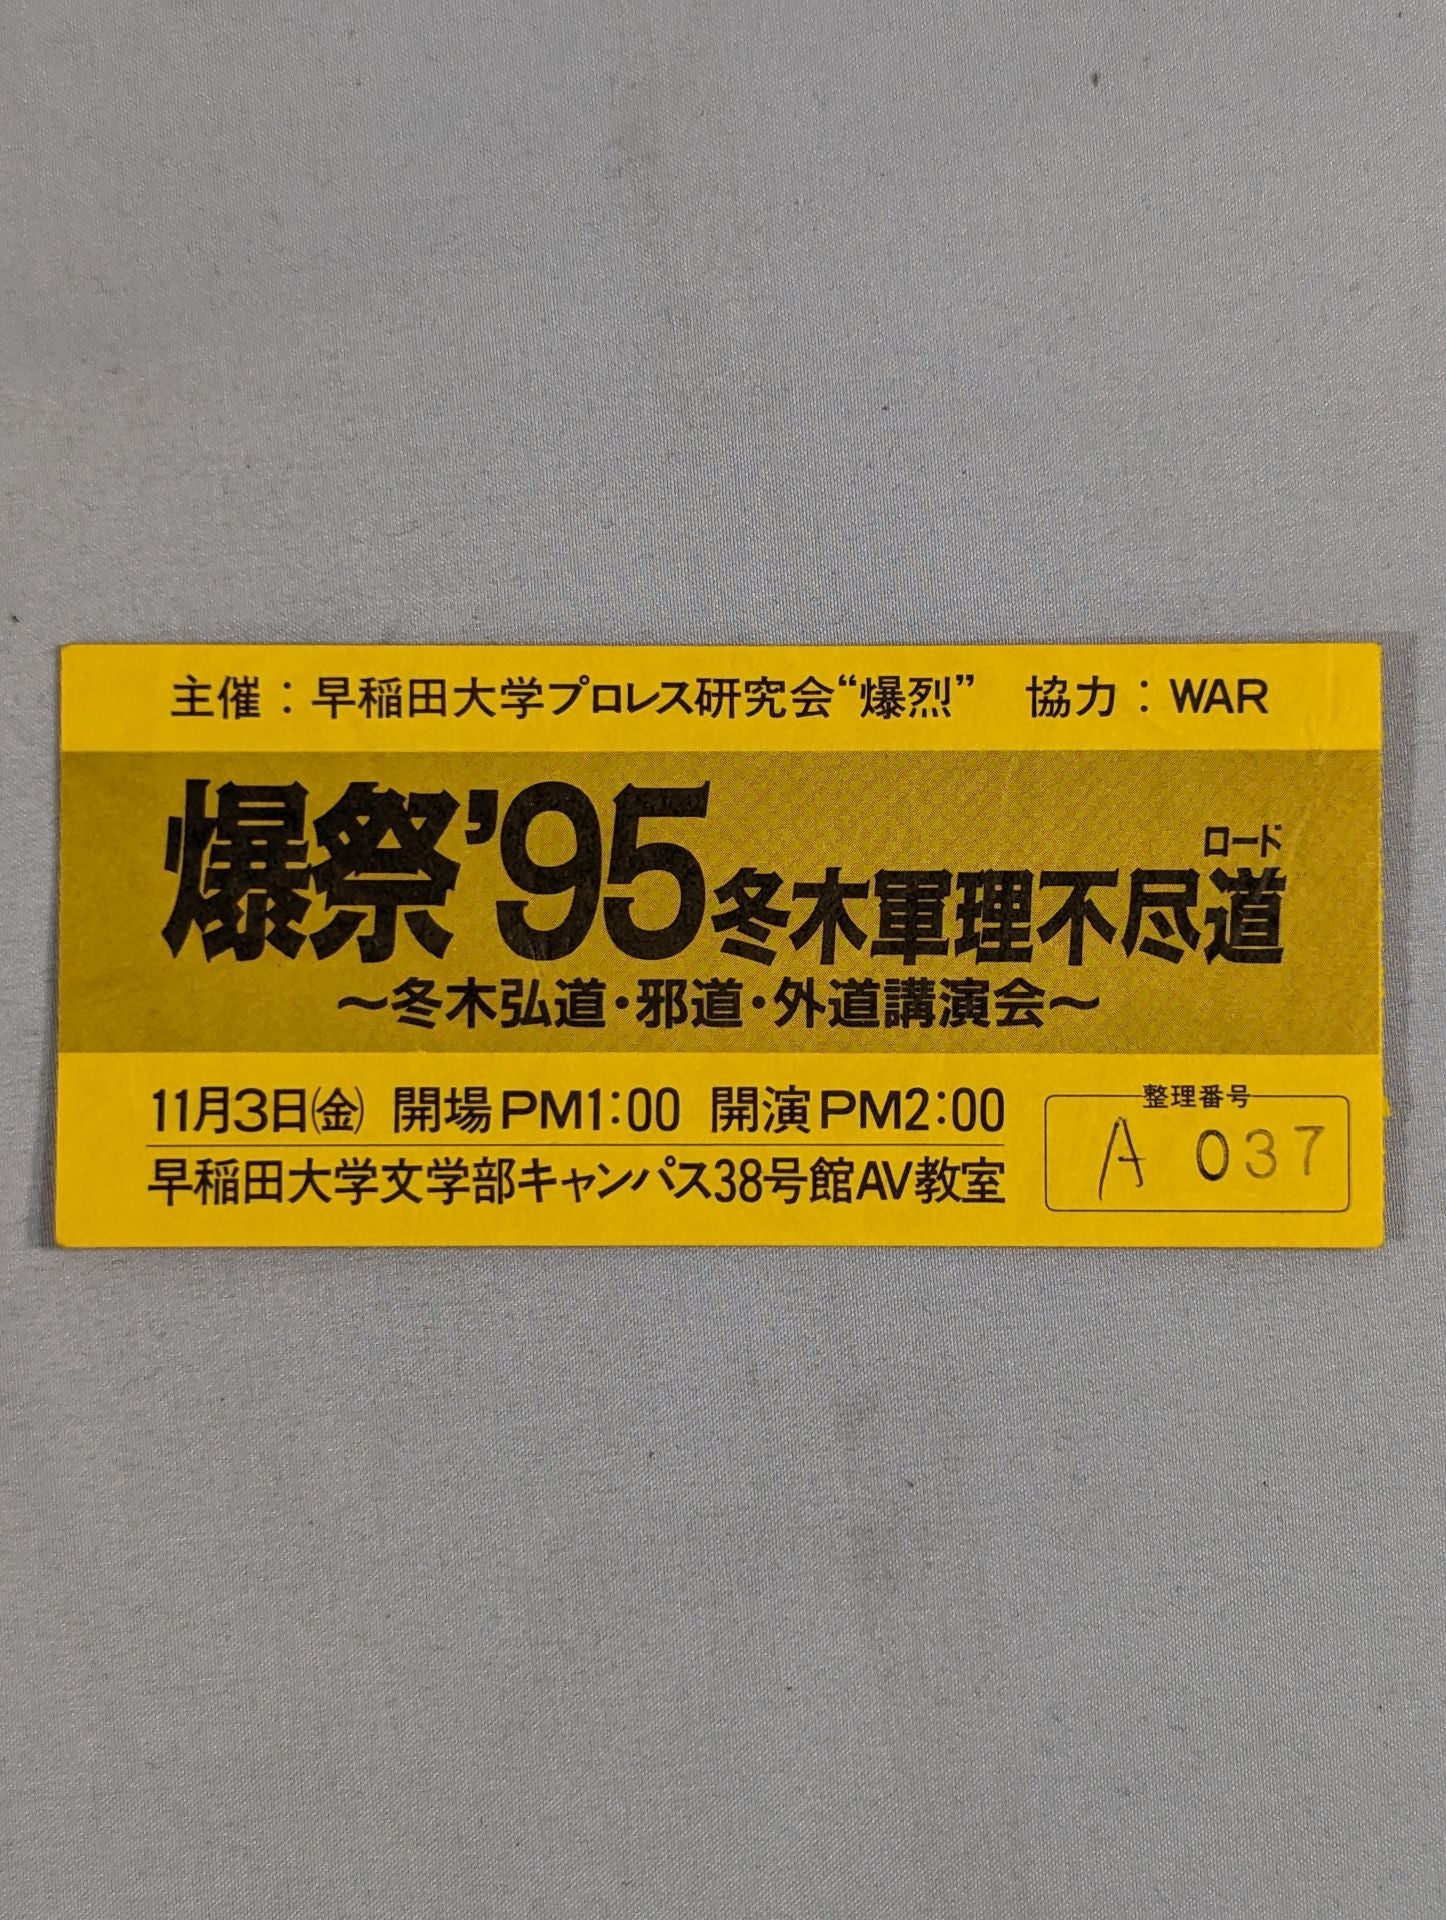 主催：早稲田大学プロレス研究会“爆烈”　協力：WAR
爆祭'95冬木軍理不尽道
ロード
～冬木弘道・邪道・外道講演会～
11月3日㈮ 開場PM1:00 開演PM2:00
早稲田大学文学部キャンパス38号館AV教室
整理番号
A 037